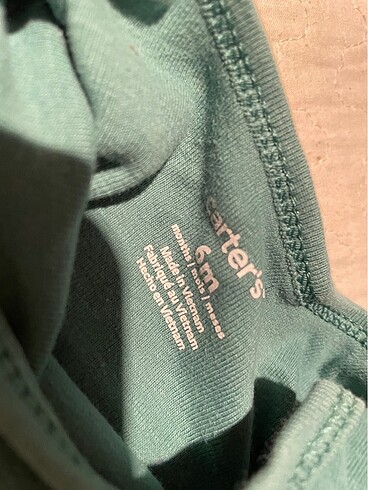 carter's
6m
months / mois / meses
Made in Vietnam
Fabriqué au Vietnam
Hecho en Vietnam